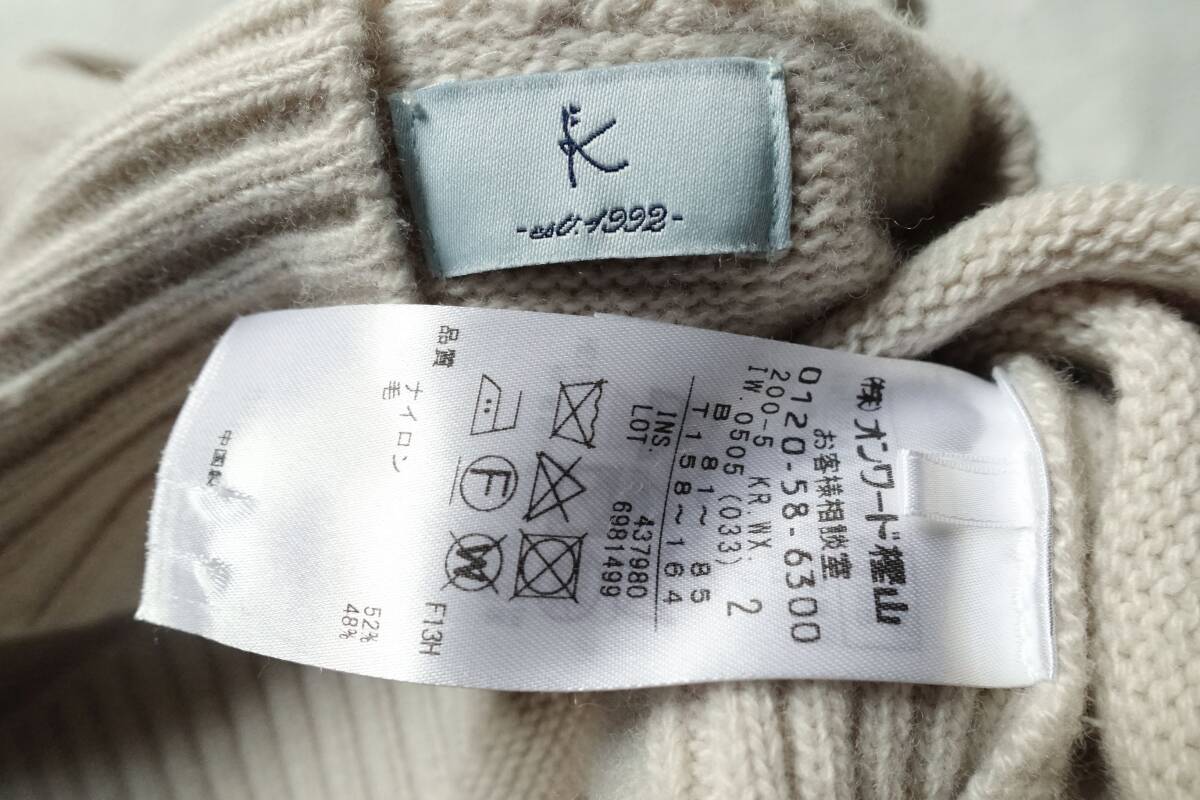 K
1992
(株)オンワード樫山
お客様相談室
0120-58-6300
200-5 KR.WX. 2
IW.0505 (033)
B 81~ 85
T 158~164
INS. 437980
LOT 6981499
F W
品質 F13H
ナイロン 52%
毛 48%
中国